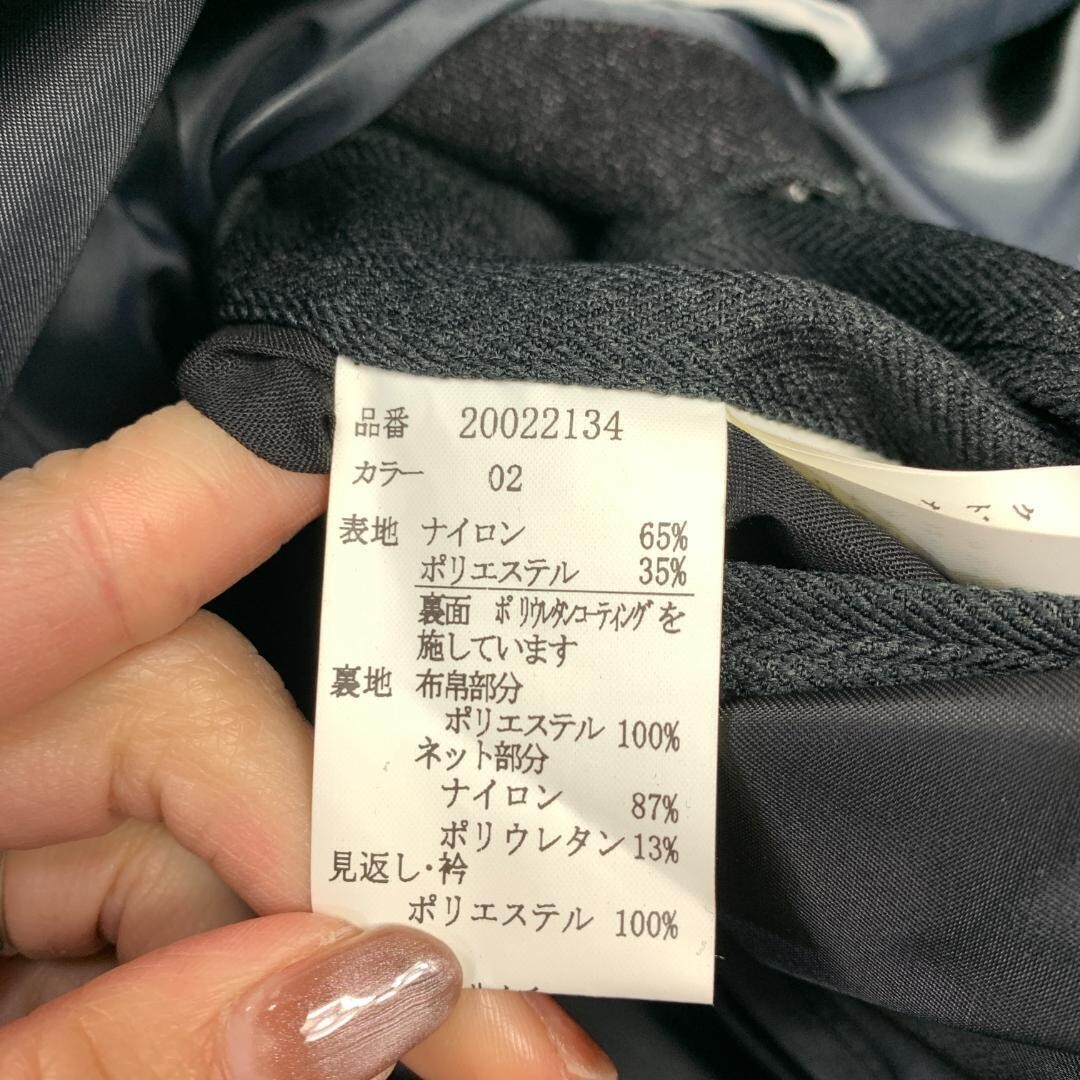 品番 20022134
カラー 02
表地 ナイロン 65%
ポリエステル 35%
裏面 ポリウレタンコーティングを
施しています
裏地 布帛部分
ポリエステル 100%
ネット部分
ナイロン 87%
ポリウレタン 13%
見返し・衿
ポリエステル 100%